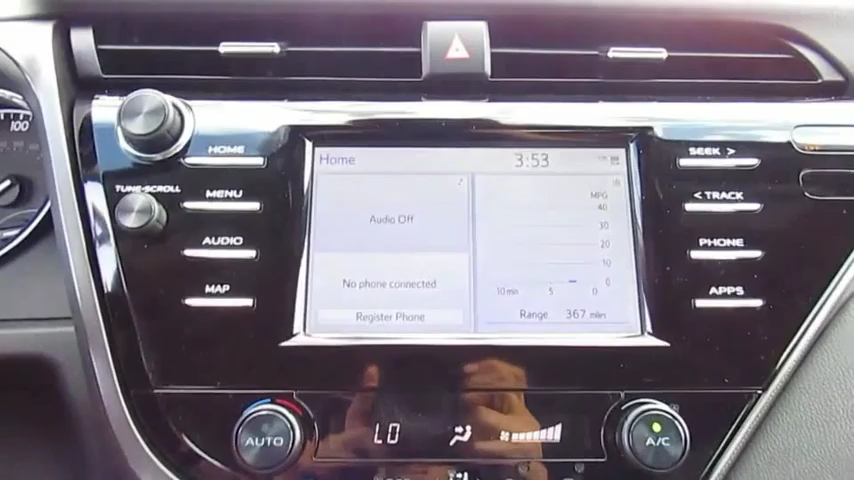 100
HOME
TUNE•SCROLL
MENU
AUDIO
MAP
Home
3:53
Audio Off
No phone connected
Register Phone
MPG
40
30
20
10
0
10 min 5 0
Range 367 miles
SEEK >
< TRACK
PHONE
APPS
AUTO
LO
A/C